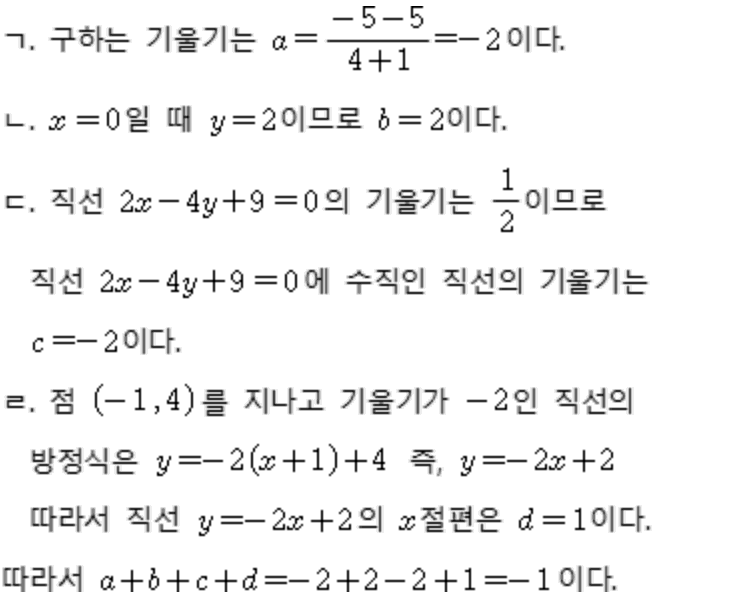 ㄱ. 구하는 기울기는 a = (-5-5)/(4+1) = -2이다.
ㄴ. x = 0일 때 y = 2이므로 b = 2이다.
ㄷ. 직선 2x-4y+9 = 0의 기울기는 1/2이므로
직선 2x-4y+9 = 0에 수직인 직선의 기울기는
c = -2이다.
ㄹ. 점 (-1,4)를 지나고 기울기가 -2인 직선의
방정식은 y = -2(x+1)+4 즉, y = -2x+2
따라서 직선 y = -2x+2의 x절편은 d = 1이다.
따라서 a+b+c+d = -2+2-2+1 = -1이다.